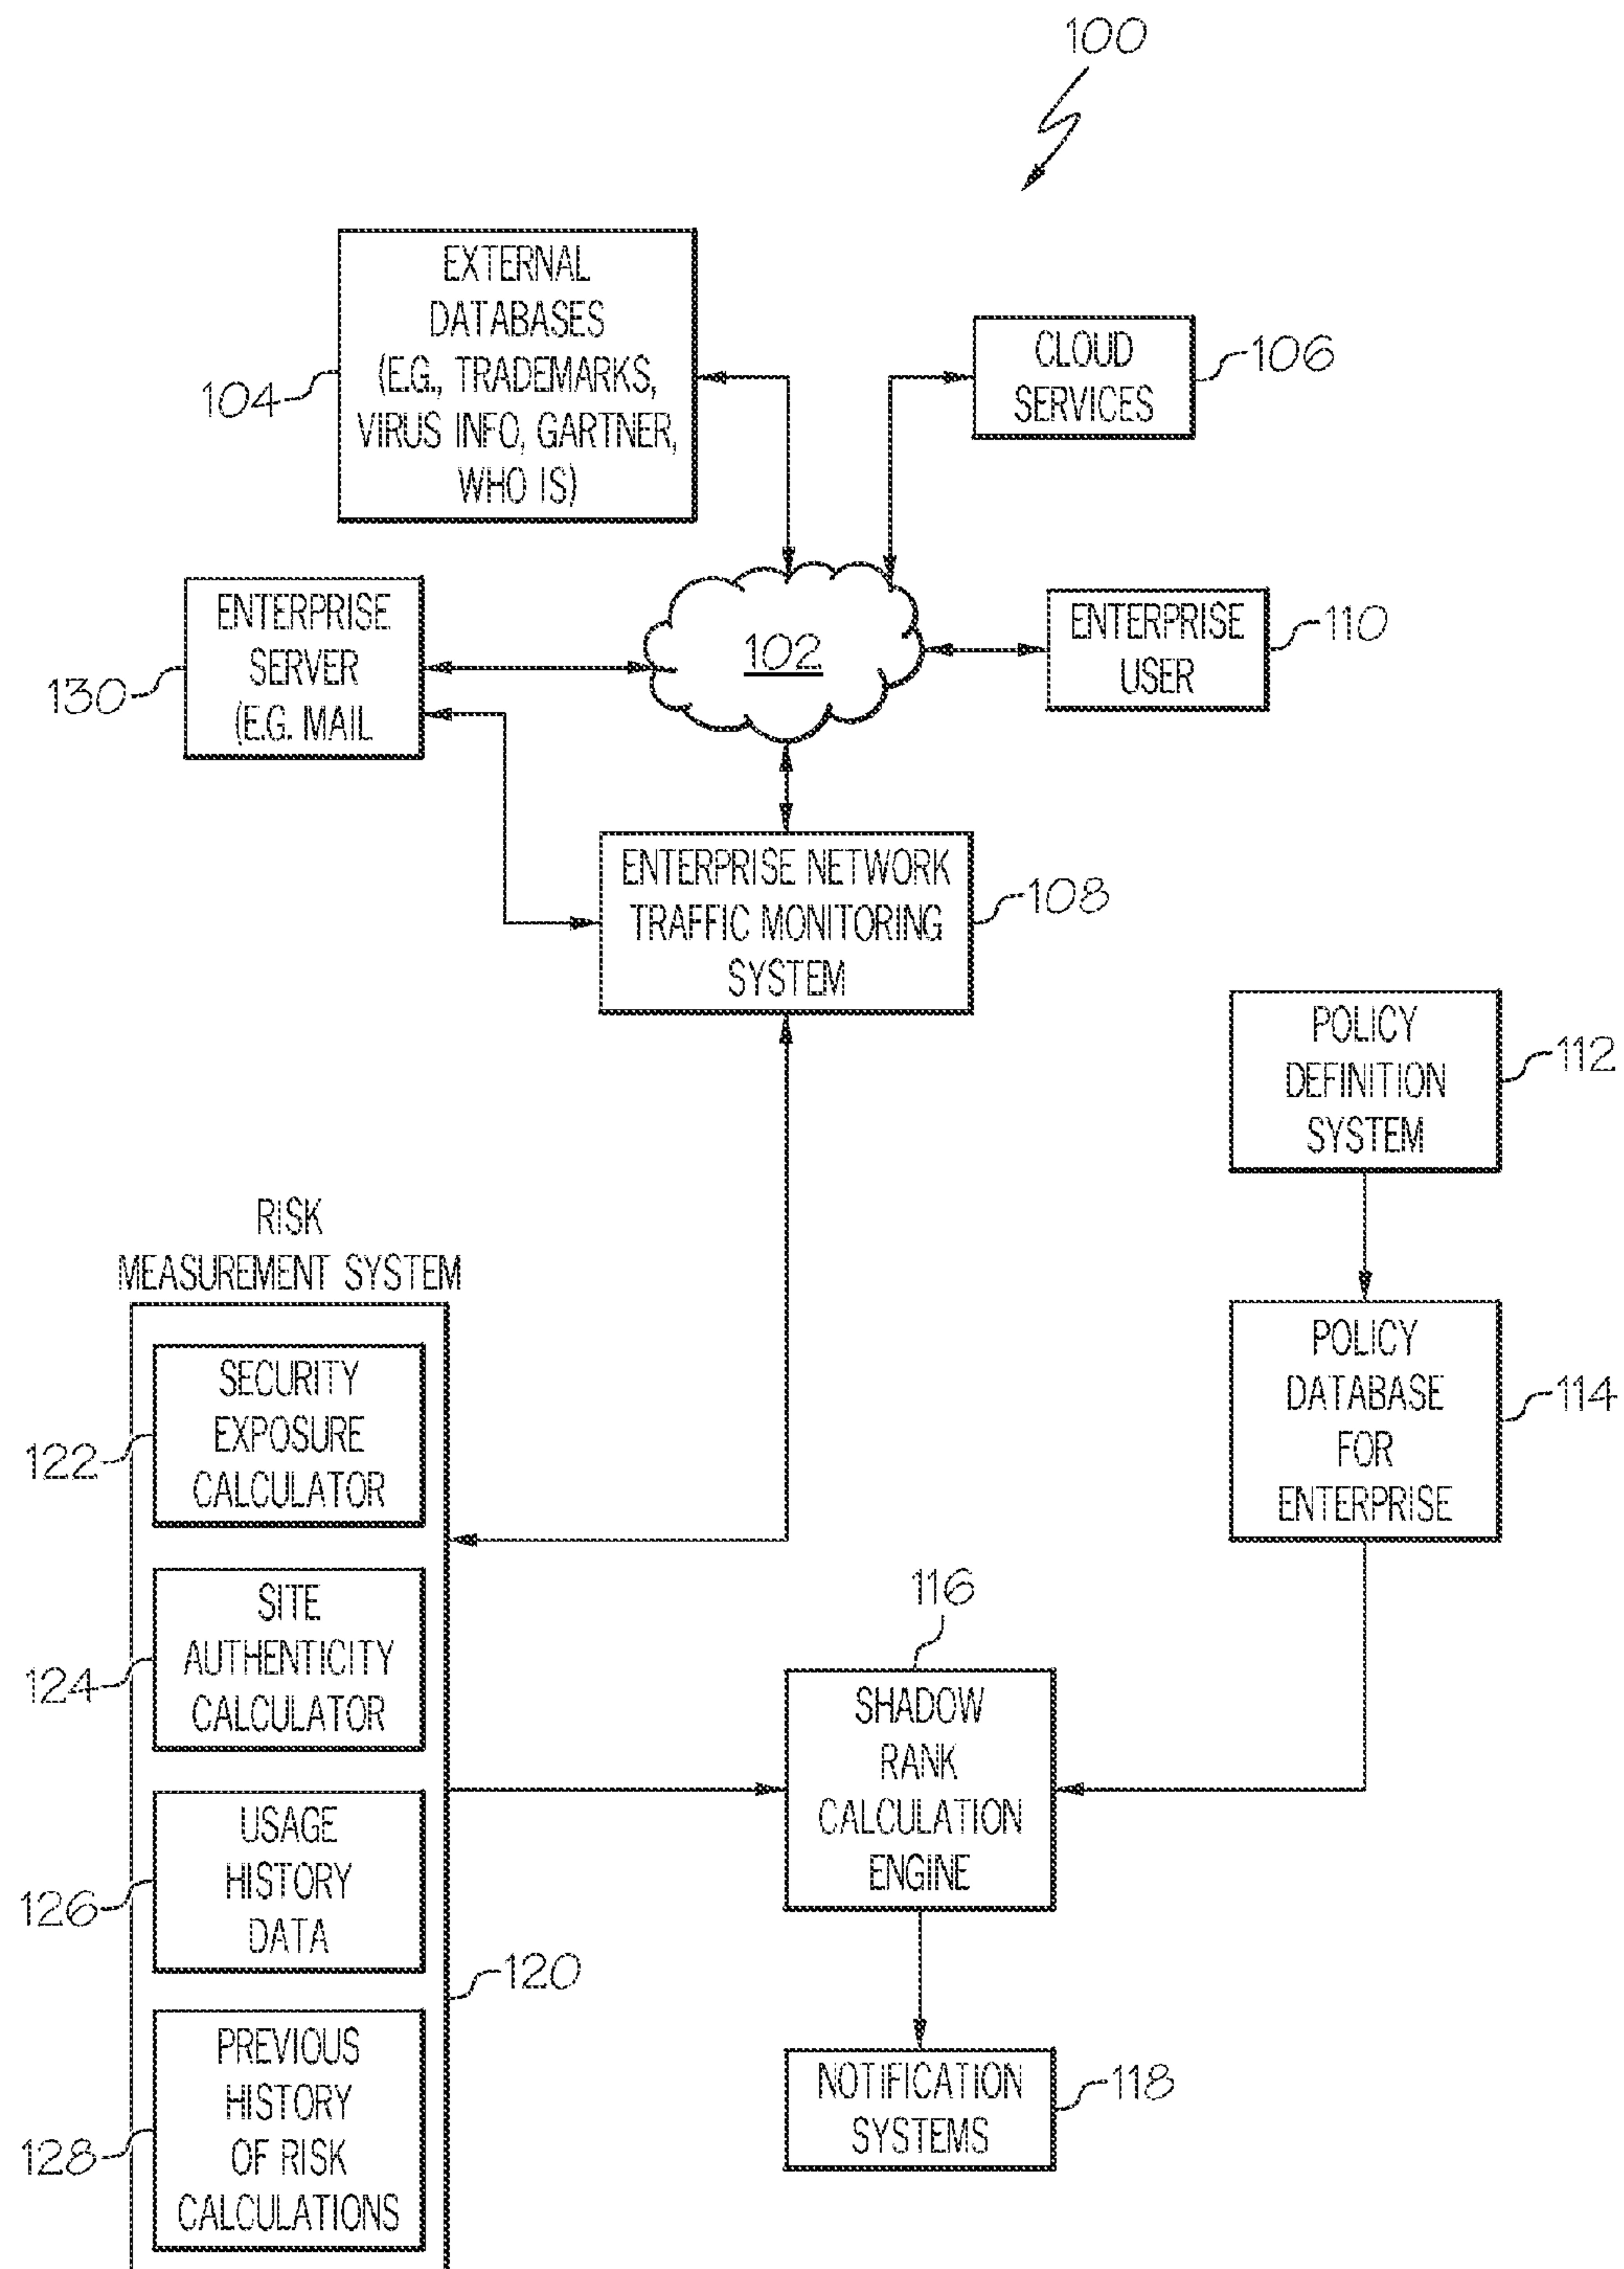 100
EXTERNAL
DATABASES
(E.G., TRADEMARKS,
VIRUS INFO, GARTNER,
WHO IS)
104
CLOUD
SERVICES
106
ENTERPRISE
SERVER
(E.G. MAIL
130
102
ENTERPRISE
USER
110
ENTERPRISE NETWORK
TRAFFIC MONITORING
SYSTEM
108
POLICY
DEFINITION
SYSTEM
112
RISK
MEASUREMENT SYSTEM
SECURITY
EXPOSURE
CALCULATOR
122
POLICY
DATABASE
FOR
ENTERPRISE
114
SITE
AUTHENTICITY
CALCULATOR
124
116
SHADOW
RANK
CALCULATION
ENGINE
USAGE
HISTORY
DATA
126
120
PREVIOUS
HISTORY
OF RISK
CALCULATIONS
128
NOTIFICATION
SYSTEMS
118